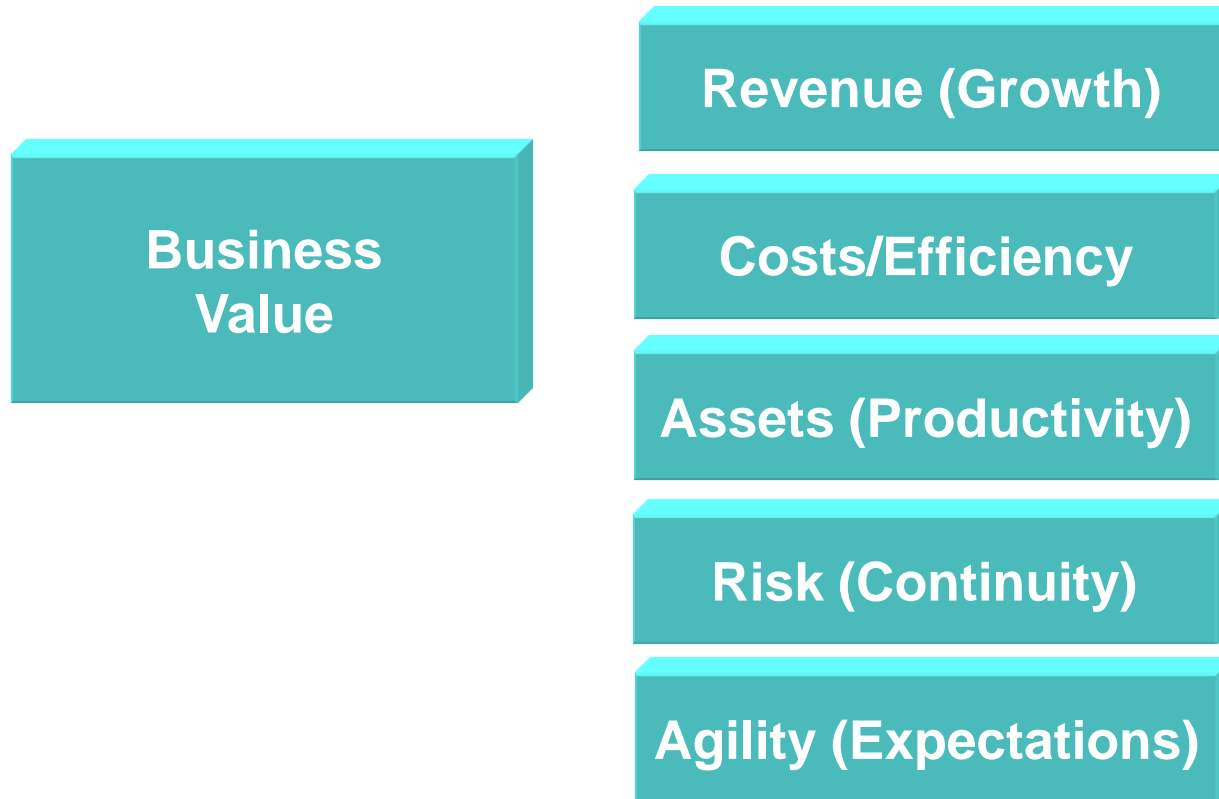 Business
Value
Revenue (Growth)
Costs/Efficiency
Assets (Productivity)
Risk (Continuity)
Agility (Expectations)